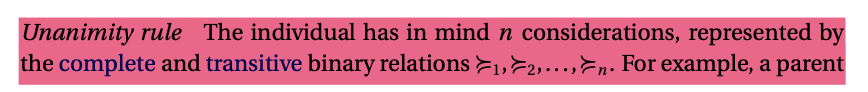 Unanimity rule The individual has in mind n considerations, represented by
the complete and transitive binary relations ≽₁,≽₂,…,≽ₙ. For example, a parent